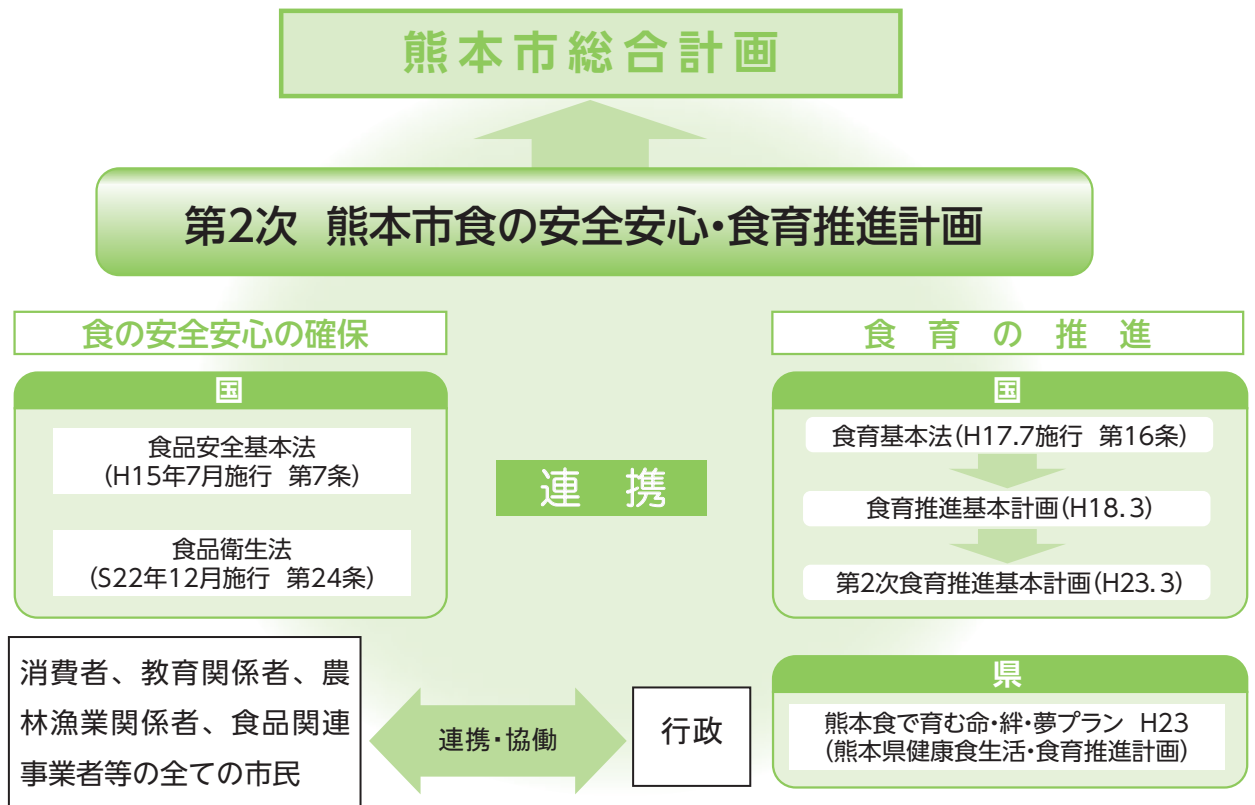 熊本市総合計画
第2次 熊本市食の安全安心・食育推進計画
食の安全安心の確保
国
食品安全基本法
(H15年7月施行 第7条)
食品衛生法
(S22年12月施行 第24条)
連 携
食 育 の 推 進
国
食育基本法(H17.7施行 第16条)
食育推進基本計画(H18.3)
第2次食育推進基本計画(H23.3)
消費者、教育関係者、農
林漁業関係者、食品関連
事業者等の全ての市民
連携・協働
行政
県
熊本食で育む命・絆・夢プラン H23
(熊本県健康食生活・食育推進計画)